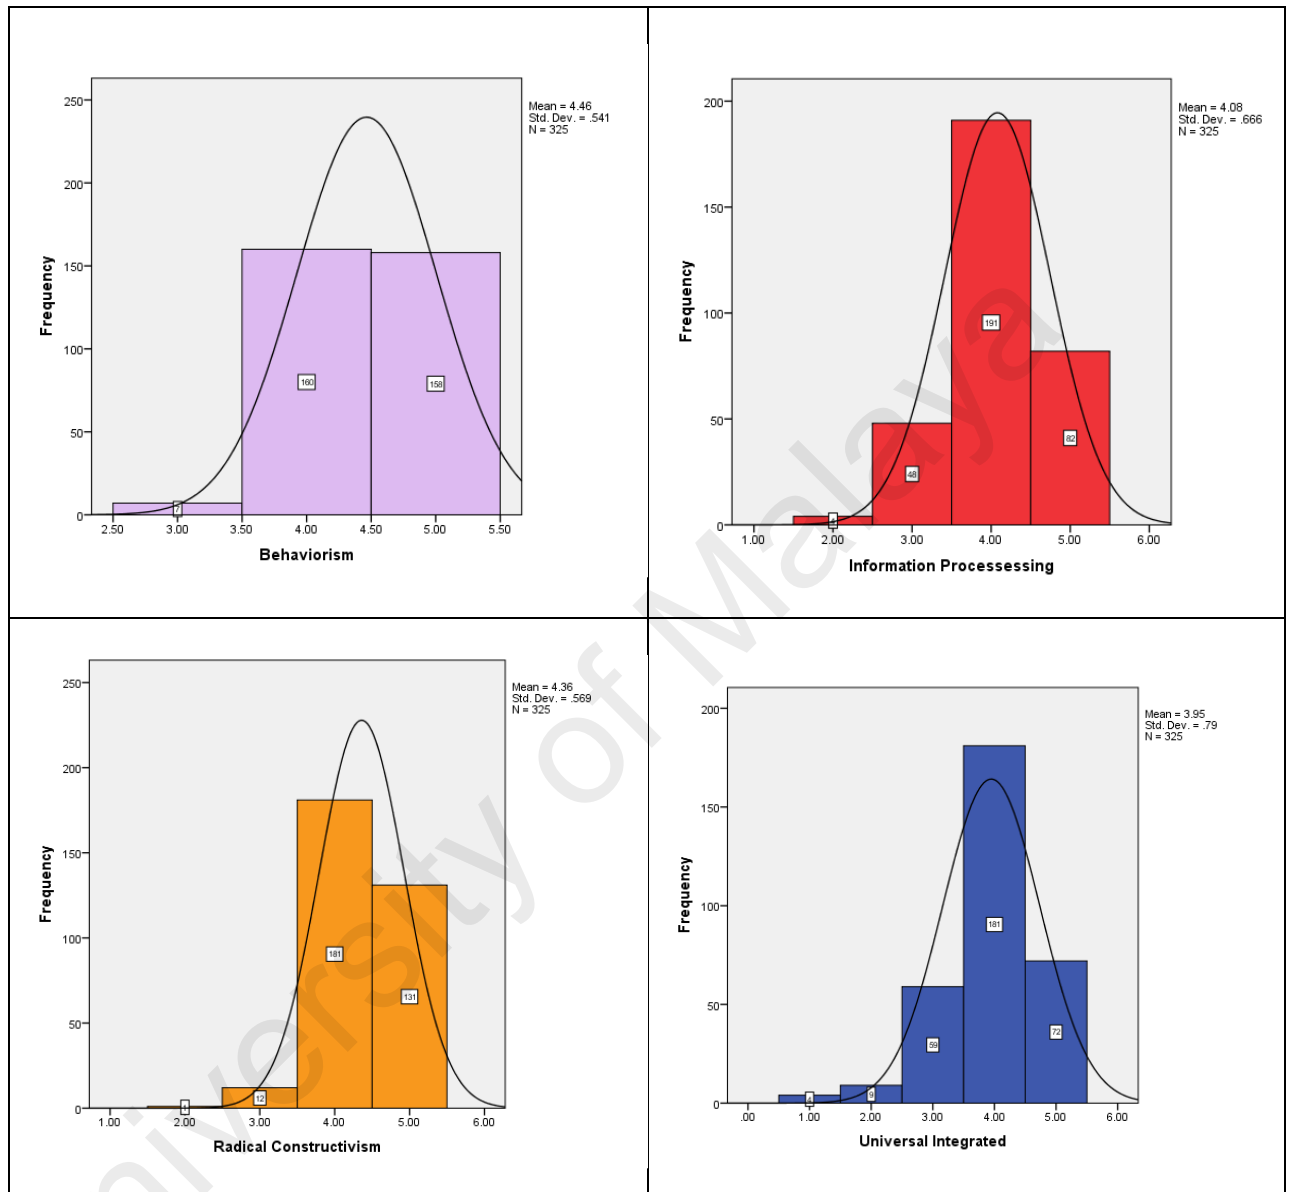 Mean = 4.46
Std. Dev. = .541
N = 325
250
200
150
100
50
0
Frequency
160
158
7
2.50 3.00 3.50 4.00 4.50 5.00 5.50
Behaviorism
Mean = 4.08
Std. Dev. = .666
N = 325
200
150
100
50
0
Frequency
191
82
48
4
1.00 2.00 3.00 4.00 5.00 6.00
Information Processessing
Mean = 4.36
Std. Dev. = .569
N = 325
250
200
150
100
50
0
Frequency
181
131
12
1
1.00 2.00 3.00 4.00 5.00 6.00
Radical Constructivism
Mean = 3.95
Std. Dev. = .79
N = 325
200
150
100
50
0
Frequency
181
72
59
9
4
.00 1.00 2.00 3.00 4.00 5.00 6.00
Universal Integrated
niversity of Malaya